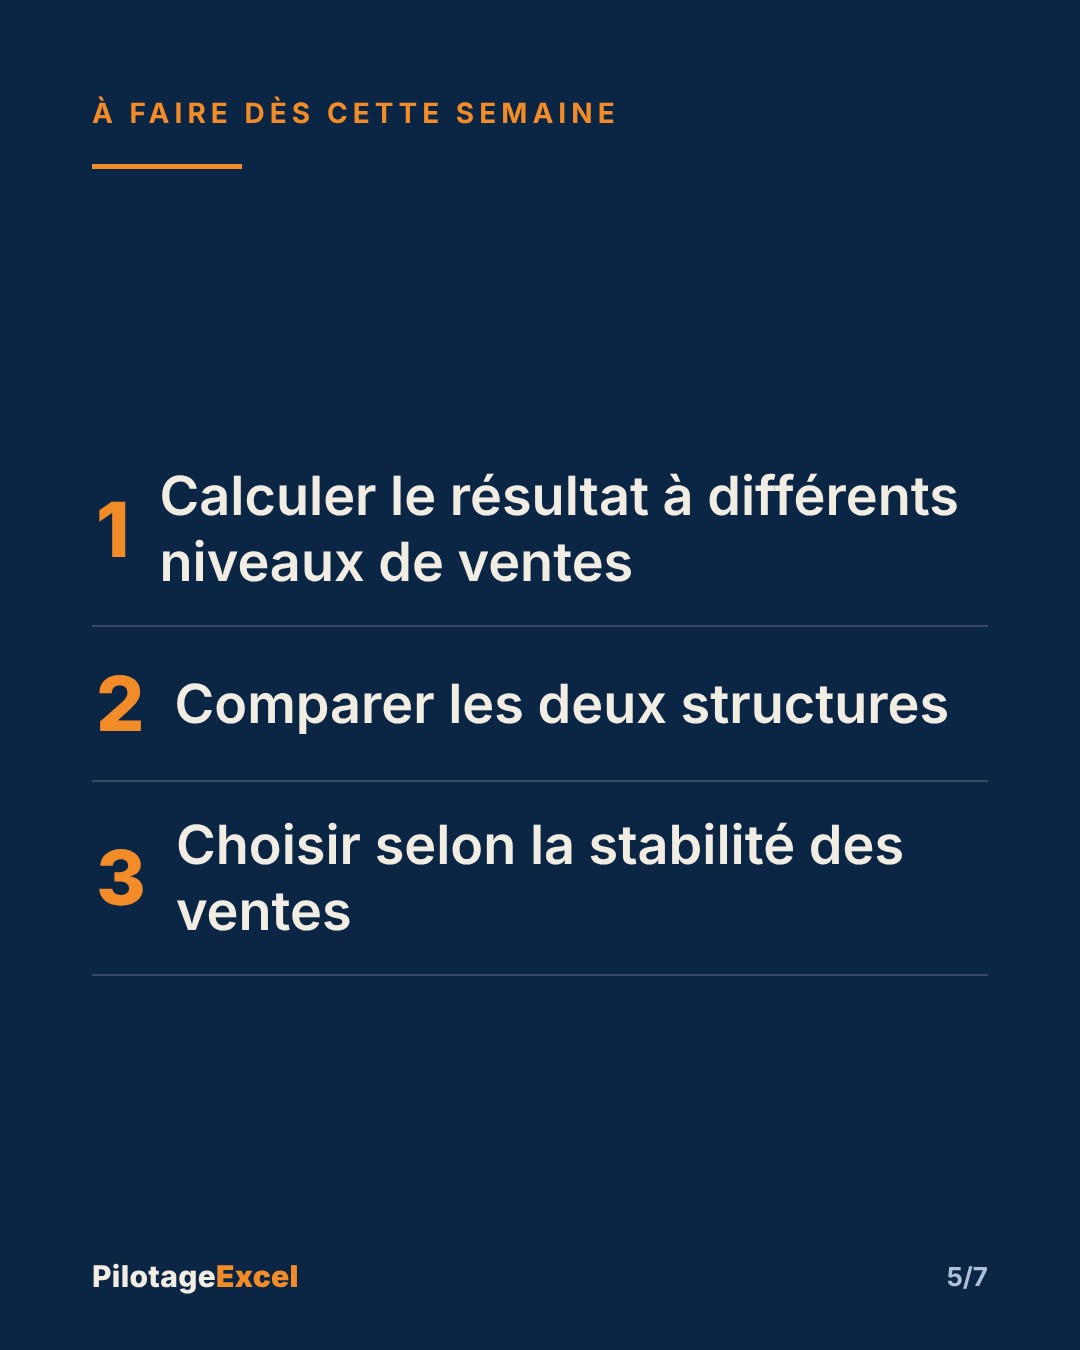 À FAIRE DÈS CETTE SEMAINE
1 Calculer le résultat à différents
niveaux de ventes
2 Comparer les deux structures
3 Choisir selon la stabilité des
ventes
PilotageExcel
5/7